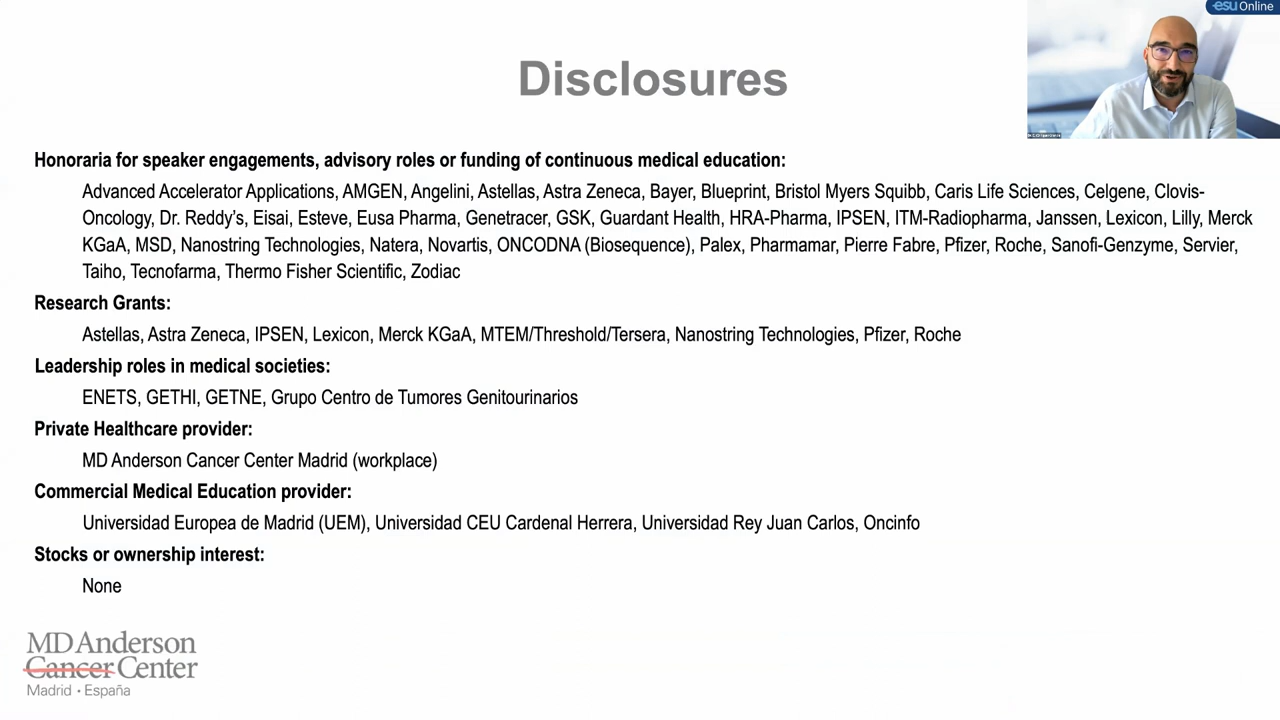 esu Online
Disclosures
Honoraria for speaker engagements, advisory roles or funding of continuous medical education:
Advanced Accelerator Applications, AMGEN, Angelini, Astellas, Astra Zeneca, Bayer, Blueprint, Bristol Myers Squibb, Caris Life Sciences, Celgene, Clovis-
Oncology, Dr. Reddy's, Eisai, Esteve, Eusa Pharma, Genetracer, GSK, Guardant Health, HRA-Pharma, IPSEN, ITM-Radiopharma, Janssen, Lexicon, Lilly, Merck
KGaA, MSD, Nanostring Technologies, Natera, Novartis, ONCODNA (Biosequence), Palex, Pharmamar, Pierre Fabre, Pfizer, Roche, Sanofi-Genzyme, Servier,
Taiho, Tecnofarma, Thermo Fisher Scientific, Zodiac
Research Grants:
Astellas, Astra Zeneca, IPSEN, Lexicon, Merck KGaA, MTEM/Threshold/Tersera, Nanostring Technologies, Pfizer, Roche
Leadership roles in medical societies:
ENETS, GETHI, GETNE, Grupo Centro de Tumores Genitourinarios
Private Healthcare provider:
MD Anderson Cancer Center Madrid (workplace)
Commercial Medical Education provider:
Universidad Europea de Madrid (UEM), Universidad CEU Cardenal Herrera, Universidad Rey Juan Carlos, Oncinfo
Stocks or ownership interest:
None
MD Anderson
Cancer Center
Madrid • España